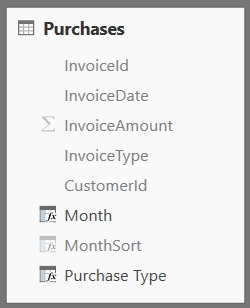 Purchases
InvoiceId
InvoiceDate
InvoiceAmount
InvoiceType
CustomerId
Month
MonthSort
Purchase Type